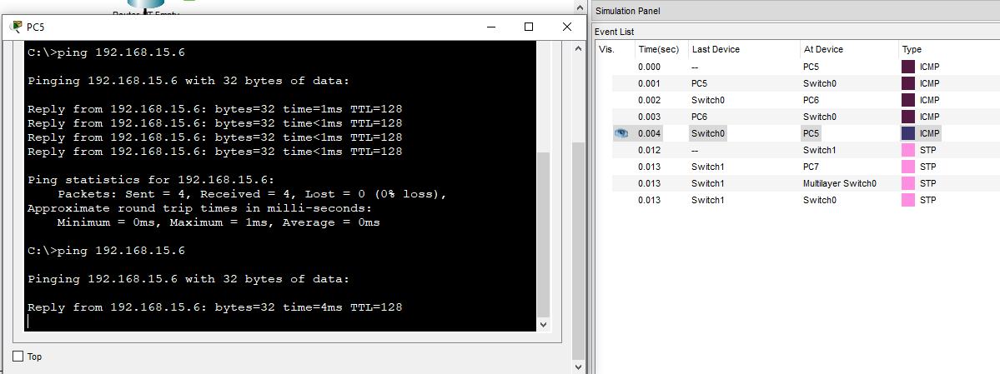 PC5
C:\>ping 192.168.15.6
Pinging 192.168.15.6 with 32 bytes of data:
Reply from 192.168.15.6: bytes=32 time=1ms TTL=128
Reply from 192.168.15.6: bytes=32 time<1ms TTL=128
Reply from 192.168.15.6: bytes=32 time<1ms TTL=128
Reply from 192.168.15.6: bytes=32 time<1ms TTL=128
Ping statistics for 192.168.15.6:
Packets: Sent = 4, Received = 4, Lost = 0 (0% loss),
Approximate round trip times in milli-seconds:
Minimum = 0ms, Maximum = 1ms, Average = 0ms
C:\>ping 192.168.15.6
Pinging 192.168.15.6 with 32 bytes of data:
Reply from 192.168.15.6: bytes=32 time=4ms TTL=128
Top
Simulation Panel
Event List
Vis. Time(sec) Last Device At Device Type
0.000 -- PC5 ICMP
0.001 PC5 Switch0 ICMP
0.002 Switch0 PC6 ICMP
0.003 PC6 Switch0 ICMP
0.004 Switch0 PC5 ICMP
0.012 -- Switch1 STP
0.013 Switch1 PC7 STP
0.013 Switch1 Multilayer Switch0 STP
0.013 Switch1 Switch0 STP